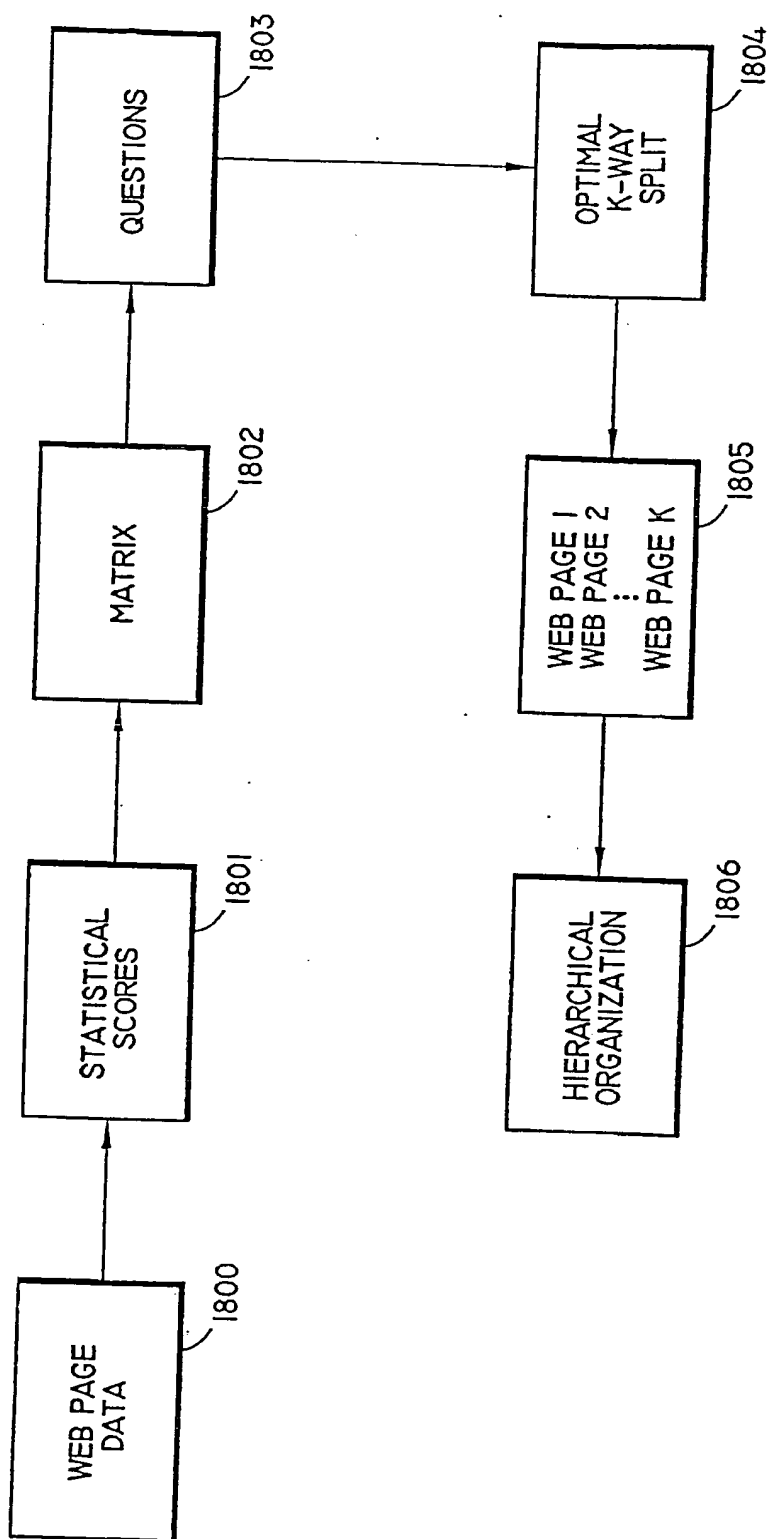 WEB PAGE
DATA
1800
STATISTICAL
SCORES
1801
MATRIX
1802
QUESTIONS
1803
OPTIMAL
K-WAY
SPLIT
1804
WEB PAGE 1
WEB PAGE 2
⋮
WEB PAGE K
1805
HIERARCHICAL
ORGANIZATION
1806